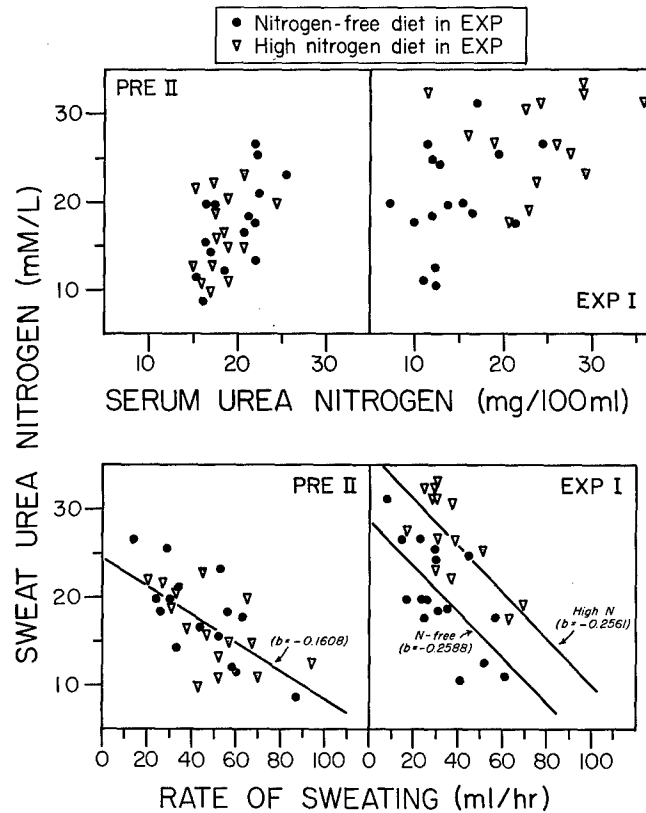 ● Nitrogen-free diet in EXP
▽ High nitrogen diet in EXP
PRE II
EXP I
30
20
10
10 20 30
10 20 30
SERUM UREA NITROGEN (mg/100ml)
SWEAT UREA NITROGEN (mM/L)
PRE II
EXP I
30
20
10
(b=-0.1608)
High N
(b=-0.2561)
N-free
(b=-0.2588)
0 20 40 60 80 100
0 20 40 60 80 100
RATE OF SWEATING (ml/hr)